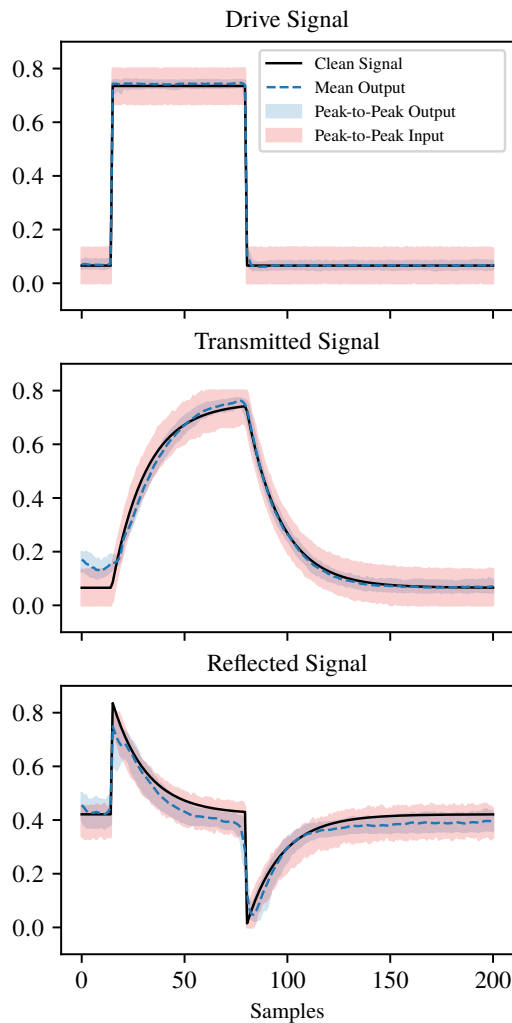 Drive Signal
0.8
0.6
0.4
0.2
0.0
Clean Signal
Mean Output
Peak-to-Peak Output
Peak-to-Peak Input
Transmitted Signal
0.8
0.6
0.4
0.2
0.0
Reflected Signal
0.8
0.6
0.4
0.2
0.0
0 50 100 150 200
Samples